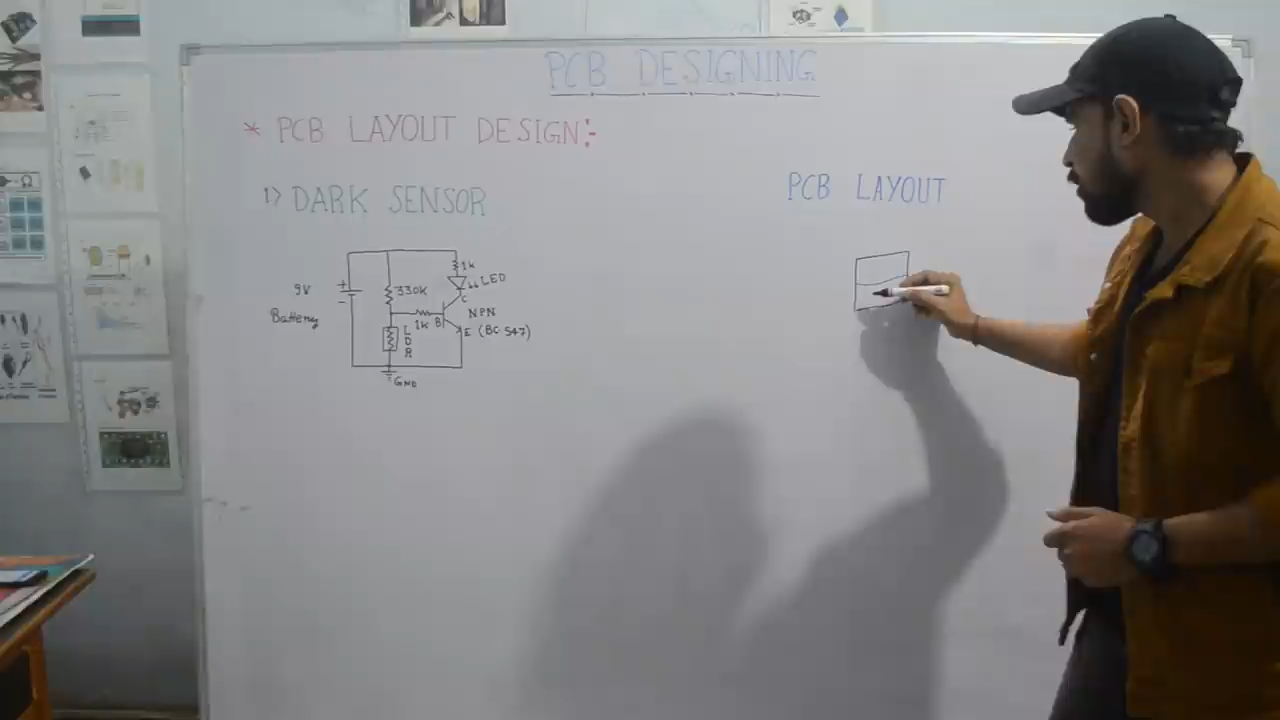 PCB DESIGNING
* PCB LAYOUT DESIGN:-
1) DARK SENSOR
PCB LAYOUT
1k
LED
9V
+
330k
C
-
NPN
Battery
1k B
E (BC 547)
LDR
GND